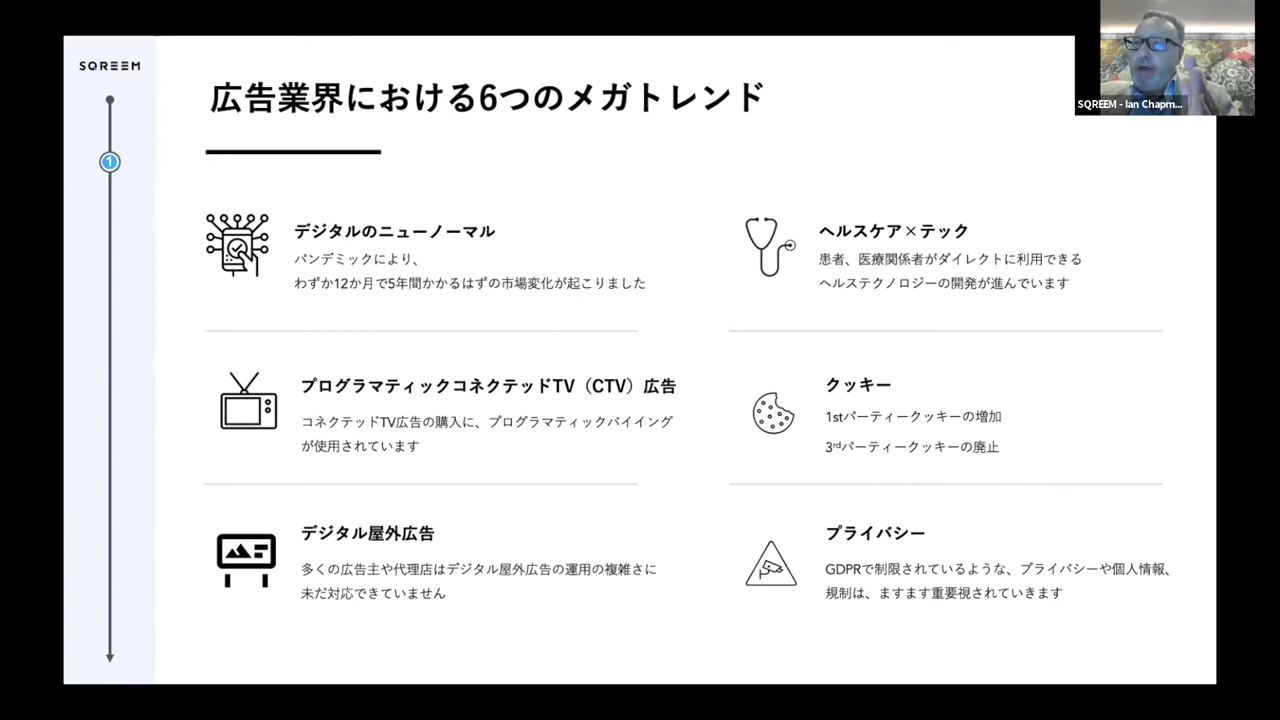 SQREEM
1
広告業界における6つのメガトレンド
SQREEM - Ian Chapm...
デジタルのニューノーマル
パンデミックにより、
わずか12か月で5年間かかるはずの市場変化が起こりました
ヘルスケア×テック
患者、医療関係者がダイレクトに利用できる
ヘルステクノロジーの開発が進んでいます
プログラマティックコネクテッドTV（CTV）広告
コネクテッドTV広告の購入に、プログラマティックバイイング
が使用されています
クッキー
1stパーティークッキーの増加
3rdパーティークッキーの廃止
デジタル屋外広告
多くの広告主や代理店はデジタル屋外広告の運用の複雑さに
未だ対応できていません
プライバシー
GDPRで制限されているような、プライバシーや個人情報、
規制は、ますます重要視されていきます